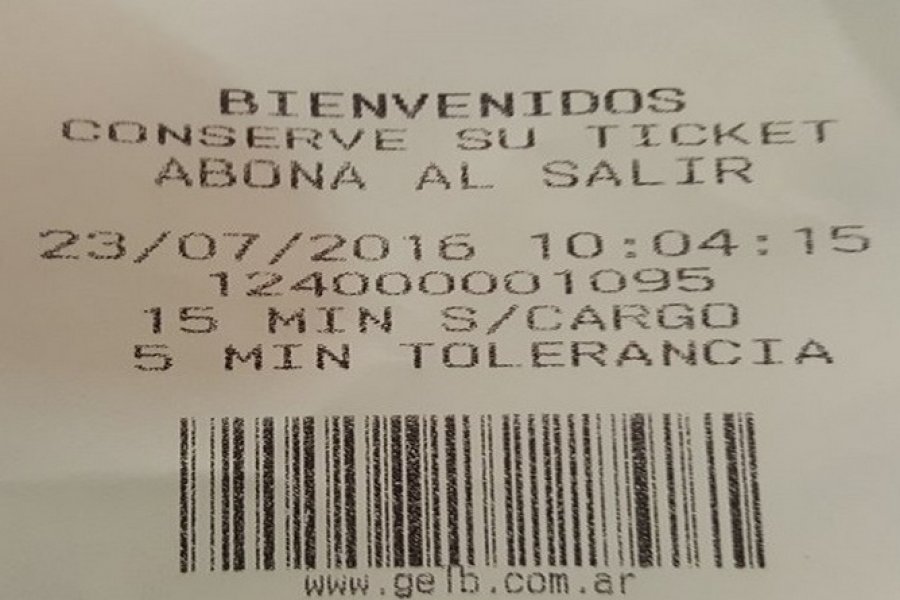 BIENVENIDOS
CONSERVE SU TICKET
ABONA AL SALIR
23/07/2016 10:04:15
1240000001095
15 MIN S/CARGO
5 MIN TOLERANCIA
www.gelb.com.ar